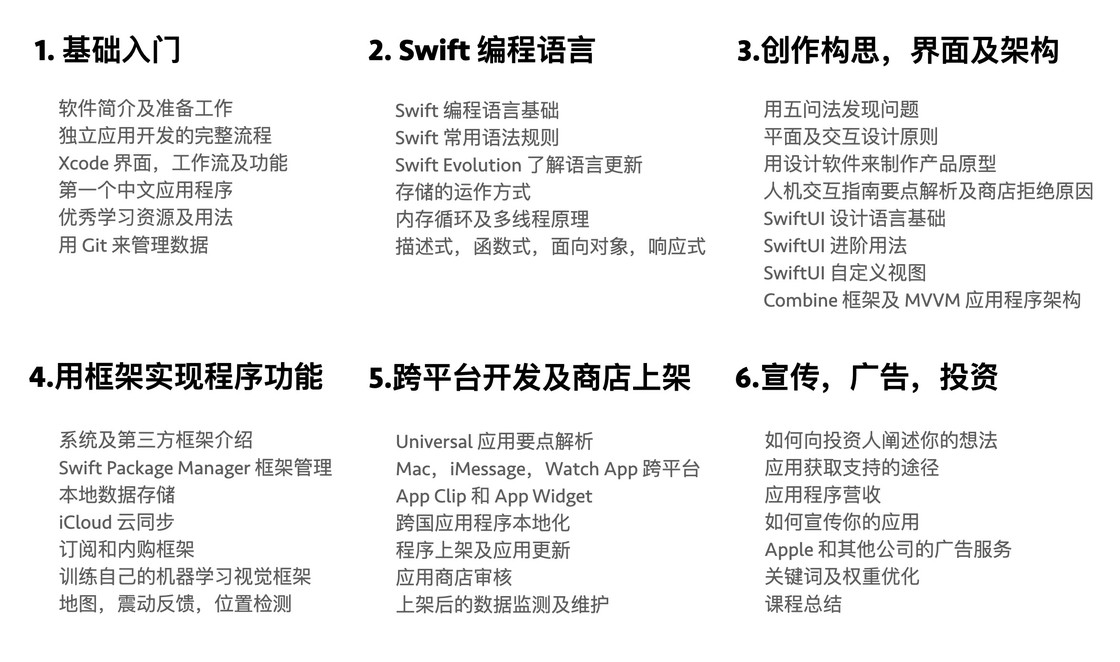 1. 基础入门
软件简介及准备工作
独立应用开发的完整流程
Xcode 界面，工作流及功能
第一个中文应用程序
优秀学习资源及用法
用 Git 来管理数据
2. Swift 编程语言
Swift 编程语言基础
Swift 常用语法规则
Swift Evolution 了解语言更新
存储的运作方式
内存循环及多线程原理
描述式，函数式，面向对象，响应式
3.创作构思，界面及架构
用五问法发现问题
平面及交互设计原则
用设计软件来制作产品原型
人机交互指南要点解析及商店拒绝原因
SwiftUI 设计语言基础
SwiftUI 进阶用法
SwiftUI 自定义视图
Combine 框架及 MVVM 应用程序架构
4.用框架实现程序功能
系统及第三方框架介绍
Swift Package Manager 框架管理
本地数据存储
iCloud 云同步
订阅和内购框架
训练自己的机器学习视觉框架
地图，震动反馈，位置检测
5.跨平台开发及商店上架
Universal 应用要点解析
Mac，iMessage，Watch App 跨平台
App Clip 和 App Widget
跨国应用程序本地化
程序上架及应用更新
应用商店审核
上架后的数据监测及维护
6.宣传，广告，投资
如何向投资人阐述你的想法
应用获取支持的途径
应用程序营收
如何宣传你的应用
Apple 和其他公司的广告服务
关键词及权重优化
课程总结